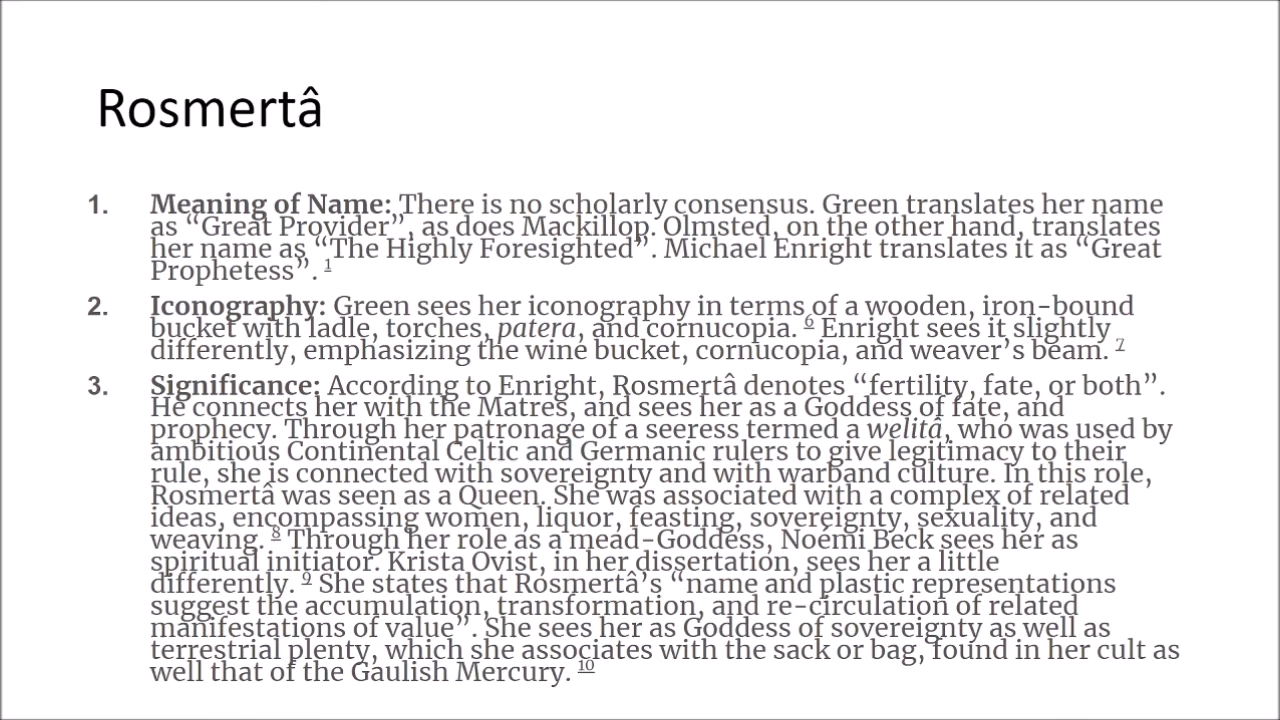 Rosmertâ
1. Meaning of Name: There is no scholarly consensus. Green translates her name
as “Great Provider”, as does Mackillop. Olmsted, on the other hand, translates
her name as “The Highly Foresighted”. Michael Enright translates it as “Great
Prophetess”. 1
2. Iconography: Green sees her iconography in terms of a wooden, iron-bound
bucket with ladle, torches, patera, and cornucopia. 6 Enright sees it slightly
differently, emphasizing the wine bucket, cornucopia, and weaver’s beam. 7
3. Significance: According to Enright, Rosmertâ denotes “fertility, fate, or both”.
He connects her with the Matres, and sees her as a Goddess of fate, and
prophecy. Through her patronage of a seeress termed a welitâ, who was used by
ambitious Continental Celtic and Germanic rulers to give legitimacy to their
rule, she is connected with sovereignty and with warband culture. In this role,
Rosmertâ was seen as a Queen. She was associated with a complex of related
ideas, encompassing women, liquor, feasting, sovereignty, sexuality, and
weaving. 8 Through her role as a mead-Goddess, Noémi Beck sees her as
spiritual initiator. Krista Ovist, in her dissertation, sees her a little
differently. 9 She states that Rosmertâ’s “name and plastic representations
suggest the accumulation, transformation, and re-circulation of related
manifestations of value”. She sees her as Goddess of sovereignty as well as
terrestrial plenty, which she associates with the sack or bag, found in her cult as
well that of the Gaulish Mercury. 10